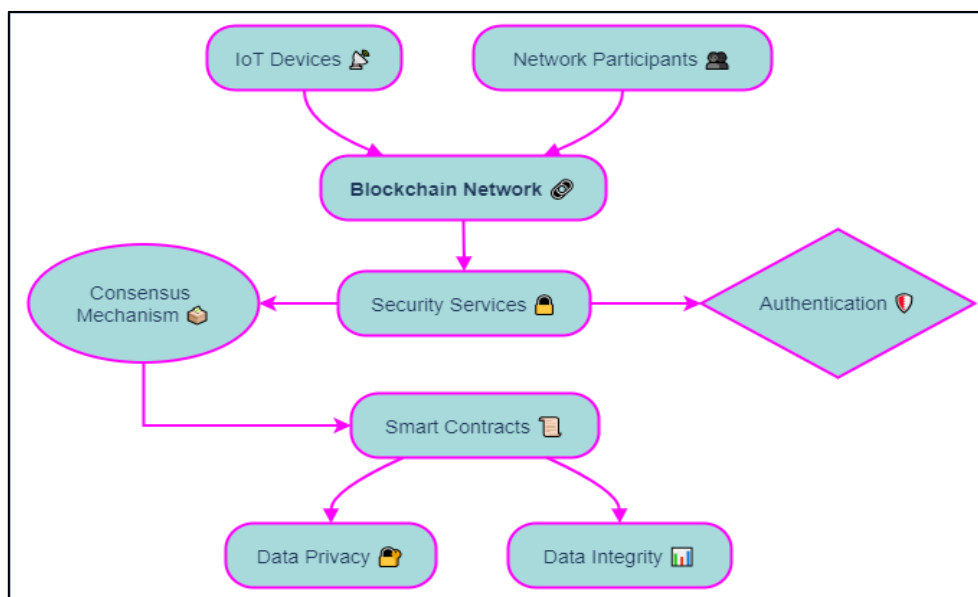 IoT Devices 📡
Network Participants 👥
Blockchain Network 🔗
Consensus
Mechanism 🗳️
Security Services 🔒
Authentication 🛡️
Smart Contracts 📜
Data Privacy 🔐
Data Integrity 📊